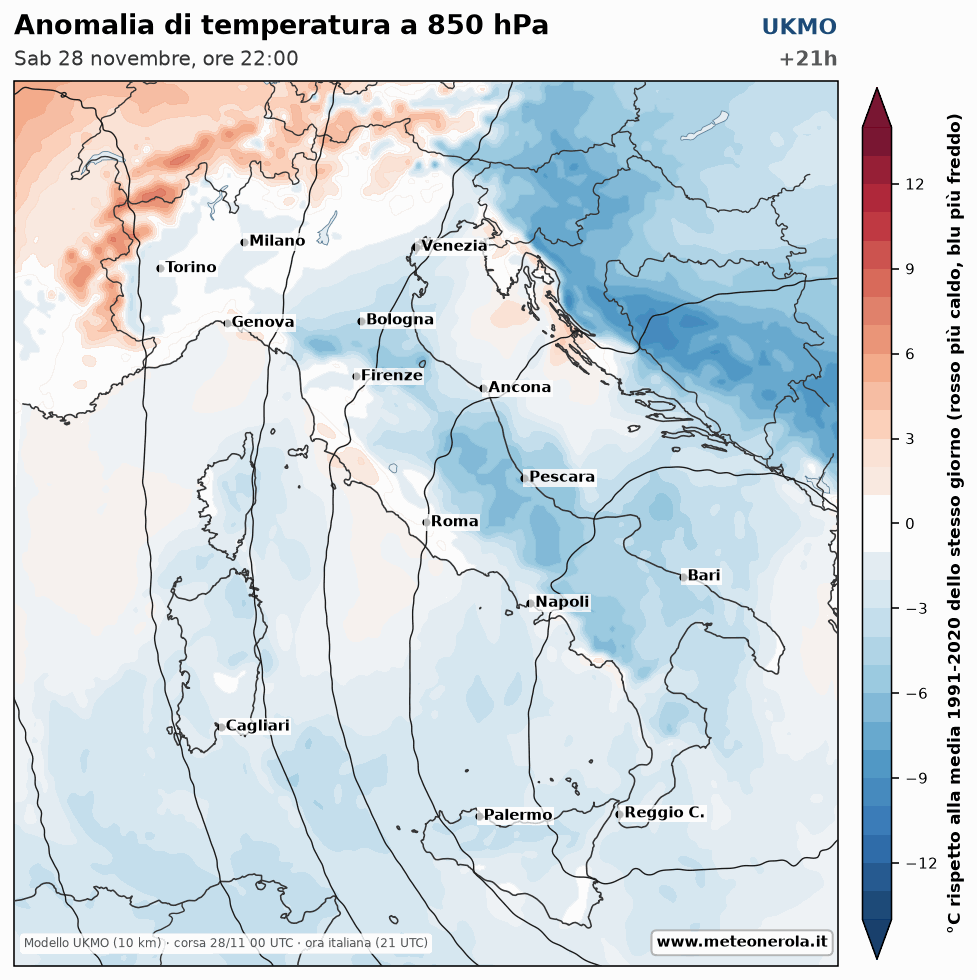 Anomalia di temperatura a 850 hPa
UKMO
Sab 28 novembre, ore 22:00
+21h
Milano
Venezia
Torino
Genova
Bologna
Firenze
Ancona
Pescara
Roma
Bari
Napoli
Cagliari
Palermo
Reggio C.
12
9
6
3
0
−3
−6
−9
−12
°C rispetto alla media 1991-2020 dello stesso giorno (rosso più caldo, blu più freddo)
Modello UKMO (10 km) · corsa 28/11 00 UTC · ora italiana (21 UTC)
www.meteonerola.it